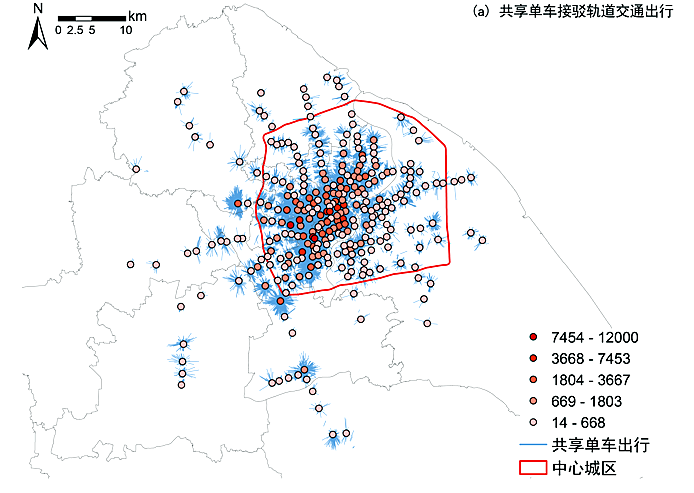 (a) 共享单车接驳轨道交通出行
N
km
0 2.5 5 10
7454 - 12000
3668 - 7453
1804 - 3667
669 - 1803
14 - 668
共享单车出行
中心城区